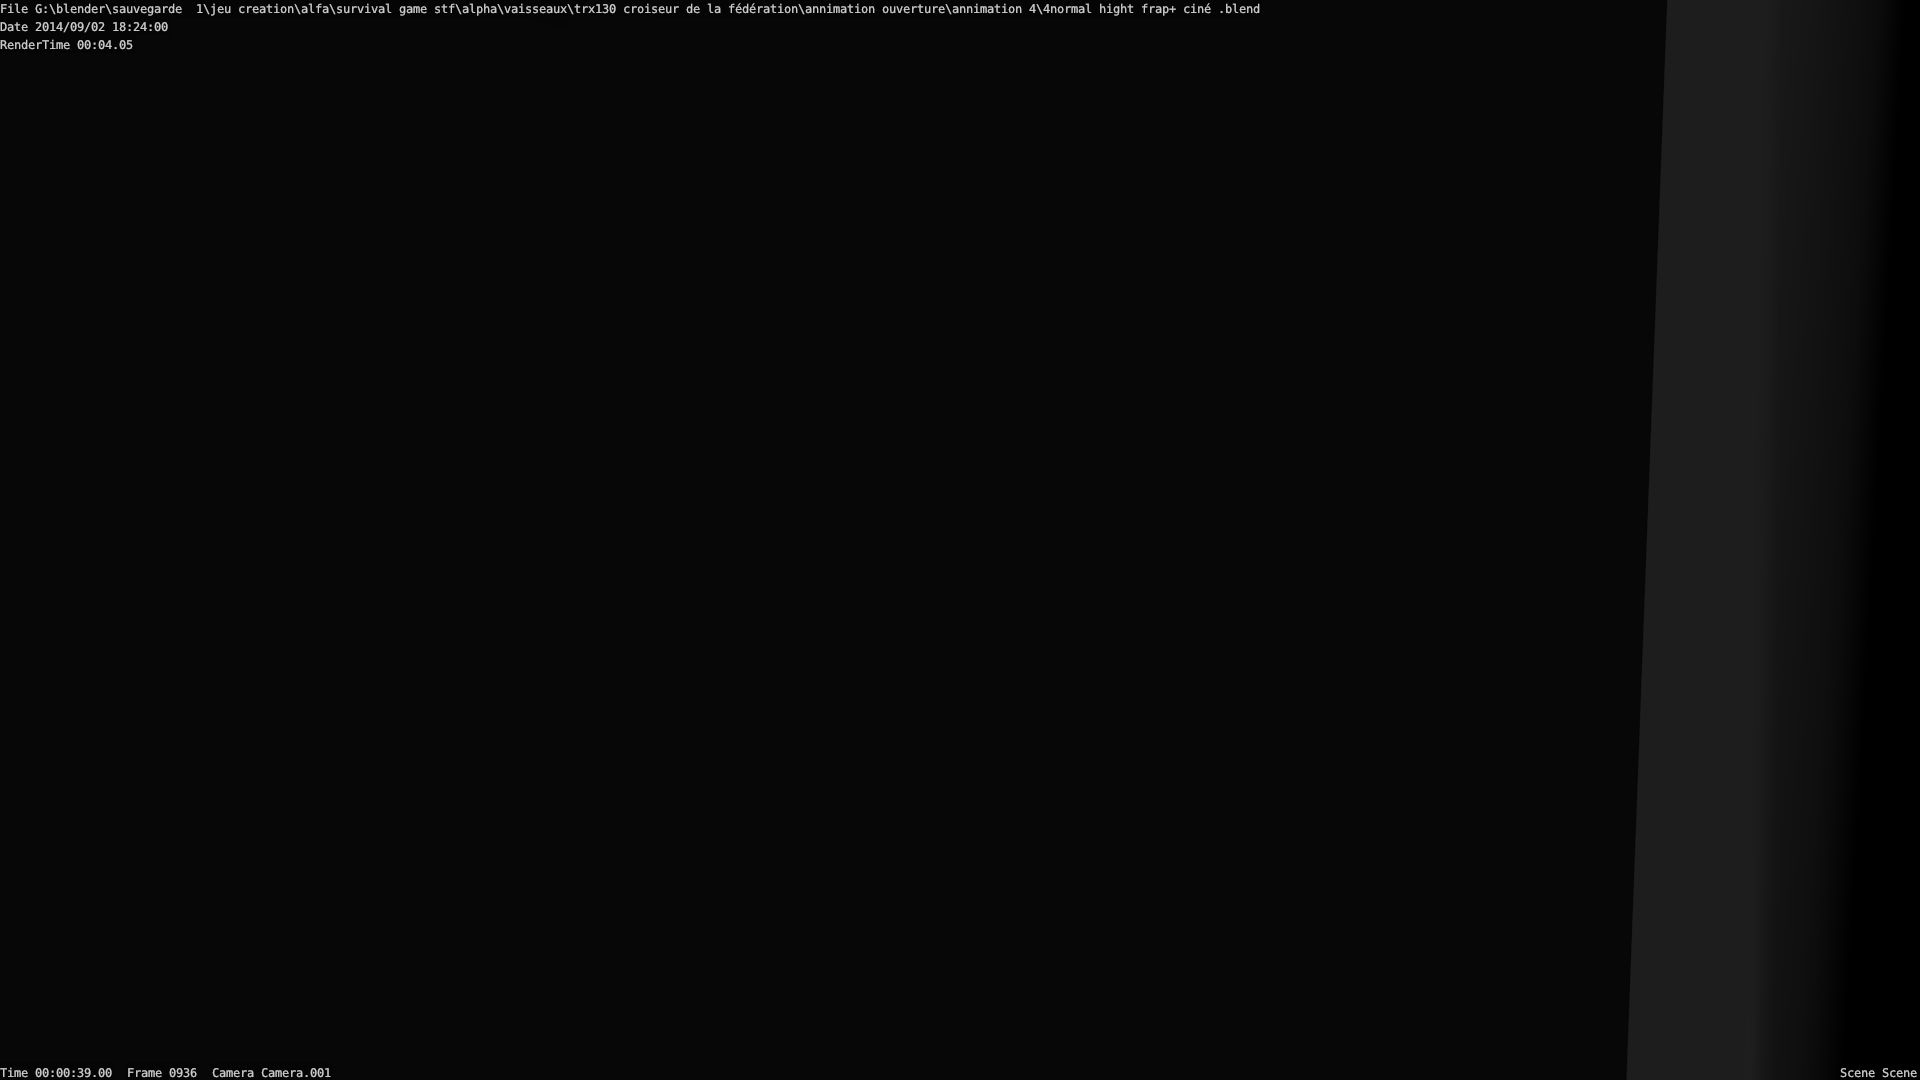 File G:\blender\sauvegarde  1\jeu creation\alfa\survival game stf\alpha\vaisseaux\trx130 croiseur de la fédération\annimation ouverture\annimation 4\4normal hight frap+ ciné .blend
Date 2014/09/02 18:24:00
RenderTime 00:04.05
Time 00:00:39.00  Frame 0936  Camera Camera.001  Scene Scene